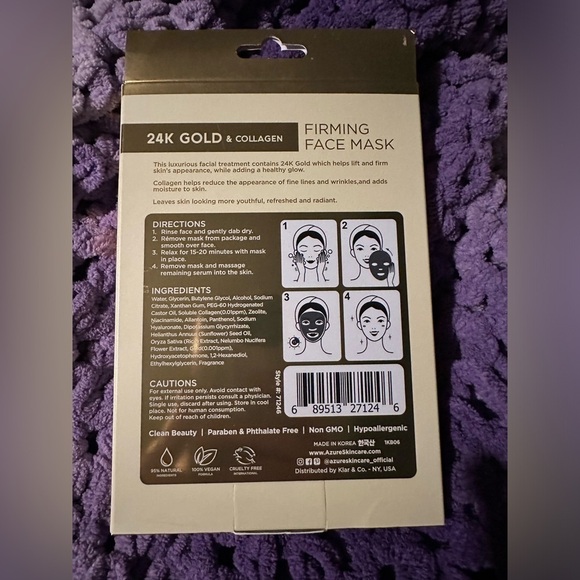 24K GOLD & COLLAGEN
FIRMING
FACE MASK
This luxurious facial treatment contains 24K Gold which helps lift and firm
skin's appearance, while adding a healthy glow.
Collagen helps reduce the appearance of fine lines and wrinkles,and adds
moisture to skin.
Leaves skin looking more youthful, refreshed and radiant.
DIRECTIONS
1. Rinse face and gently dab dry.
2. Remove mask from package and
smooth over face.
3. Relax for 15-20 minutes with mask
in place.
4. Remove mask and massage
remaining serum into the skin.
1
2
3
4
INGREDIENTS
Water, Glycerin, Butylene Glycol, Alcohol, Sodium
Citrate, Xanthan Gum, PEG-60 Hydrogenated
Castor Oil, Soluble Collagen(0.01ppm), Zeolite,
Niacinamide, Allantoin, Panthenol, Sodium
Hyaluronate, Dipotassium Glycyrrhizate,
Helianthus Annuus (Sunflower) Seed Oil,
Oryza Sativa (Rice) Extract, Nelumbo Nucifera
Flower Extract, Gold(0.001ppm),
Hydroxyacetophenone, 1,2-Hexanediol,
Ethylhexylglycerin, Fragrance
CAUTIONS
For external use only. Avoid contact with
eyes. If irritation persists consult a physician.
Single use, discard after using. Store in cool
place. Not for human consumption.
Keep out of reach of children.
Style #: 71246
6 89513 27124 6
Clean Beauty | Paraben & Phthalate Free | Non GMO | Hypoallergenic
95% NATURAL
INGREDIENTS
100% VEGAN
FORMULA
CRUELTY FREE
INTERNATIONAL
MADE IN KOREA 한국산 1KB06
www.AzureSkincare.com
@azureskincare_official
Distributed by Klar & Co. - NY, USA